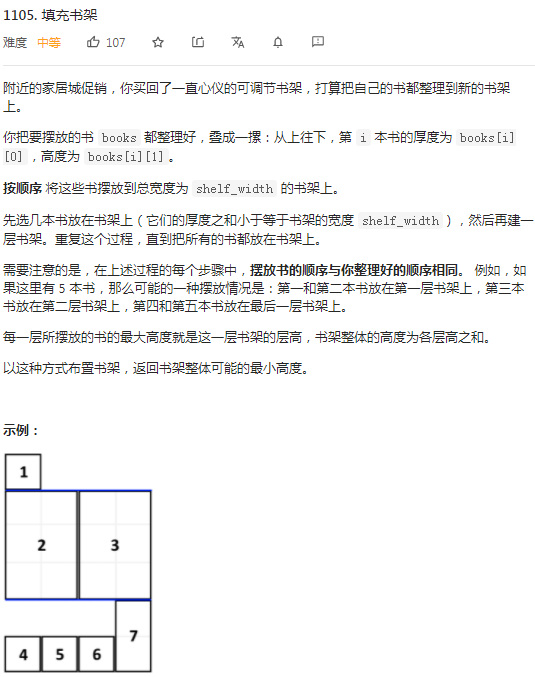 1105. 填充书架
难度 中等 107
附近的家居城促销，你买回了一直心仪的可调节书架，打算把自己的书都整理到新的书架
上。
你把要摆放的书 books 都整理好，叠成一摞：从上往下，第 i 本书的厚度为 books[i]
[0] ，高度为 books[i][1] 。
按顺序 将这些书摆放到总宽度为 shelf_width 的书架上。
先选几本书放在书架上（它们的厚度之和小于等于书架的宽度 shelf_width ），然后再建一
层书架。重复这个过程，直到把所有的书都放在书架上。
需要注意的是，在上述过程的每个步骤中，摆放书的顺序与你整理好的顺序相同。 例如，如
果这里有 5 本书，那么可能的一种摆放情况是：第一和第二本书放在第一层书架上，第三本
书放在第二层书架上，第四和第五本书放在最后一层书架上。
每一层所摆放的书的最大高度就是这一层书架的层高，书架整体的高度为各层高之和。
以这种方式布置书架，返回书架整体可能的最小高度。
示例：
1
2 3
7
4 5 6